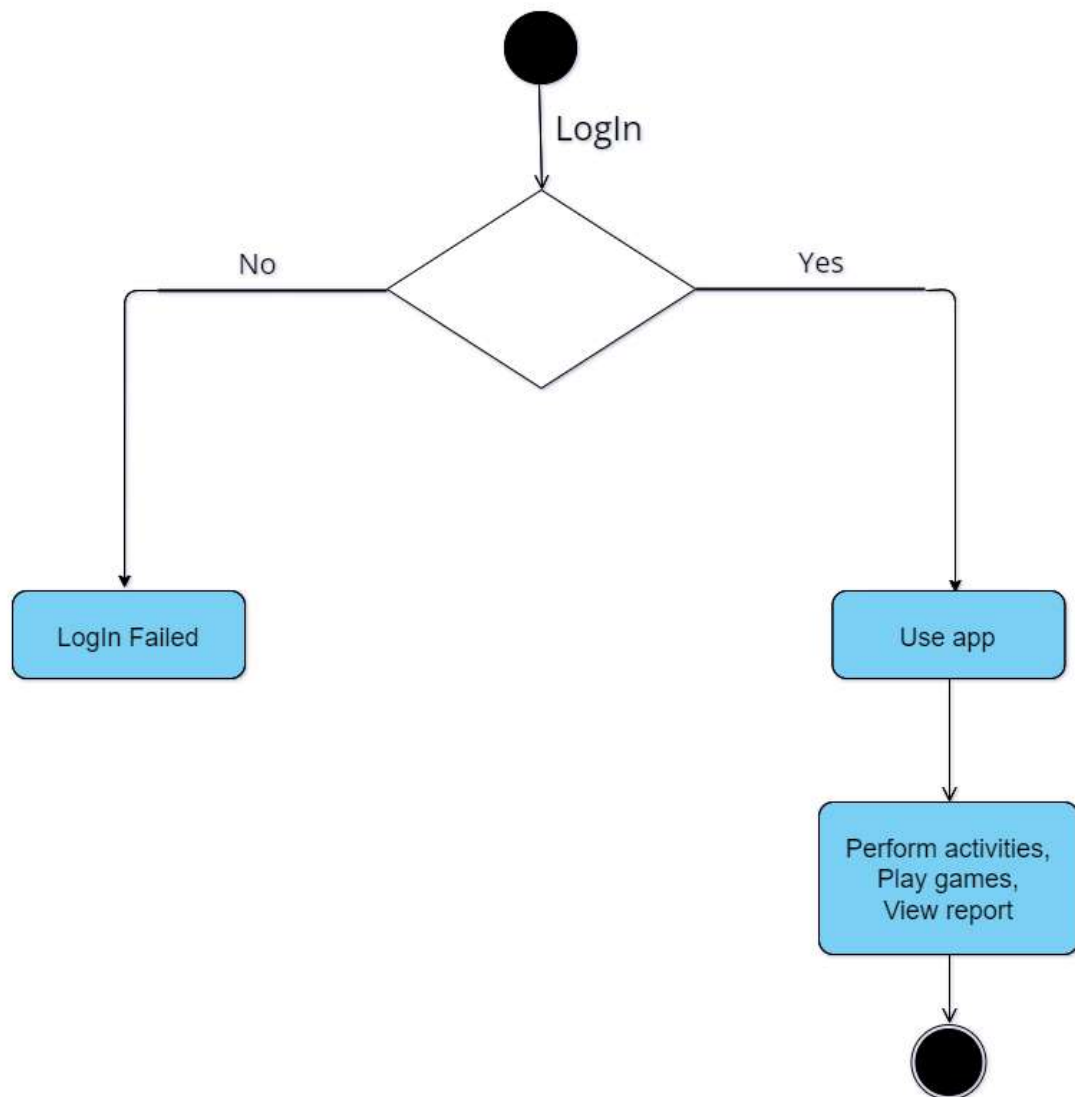 LogIn
No
Yes
LogIn Failed
Use app
Perform activities,
Play games,
View report